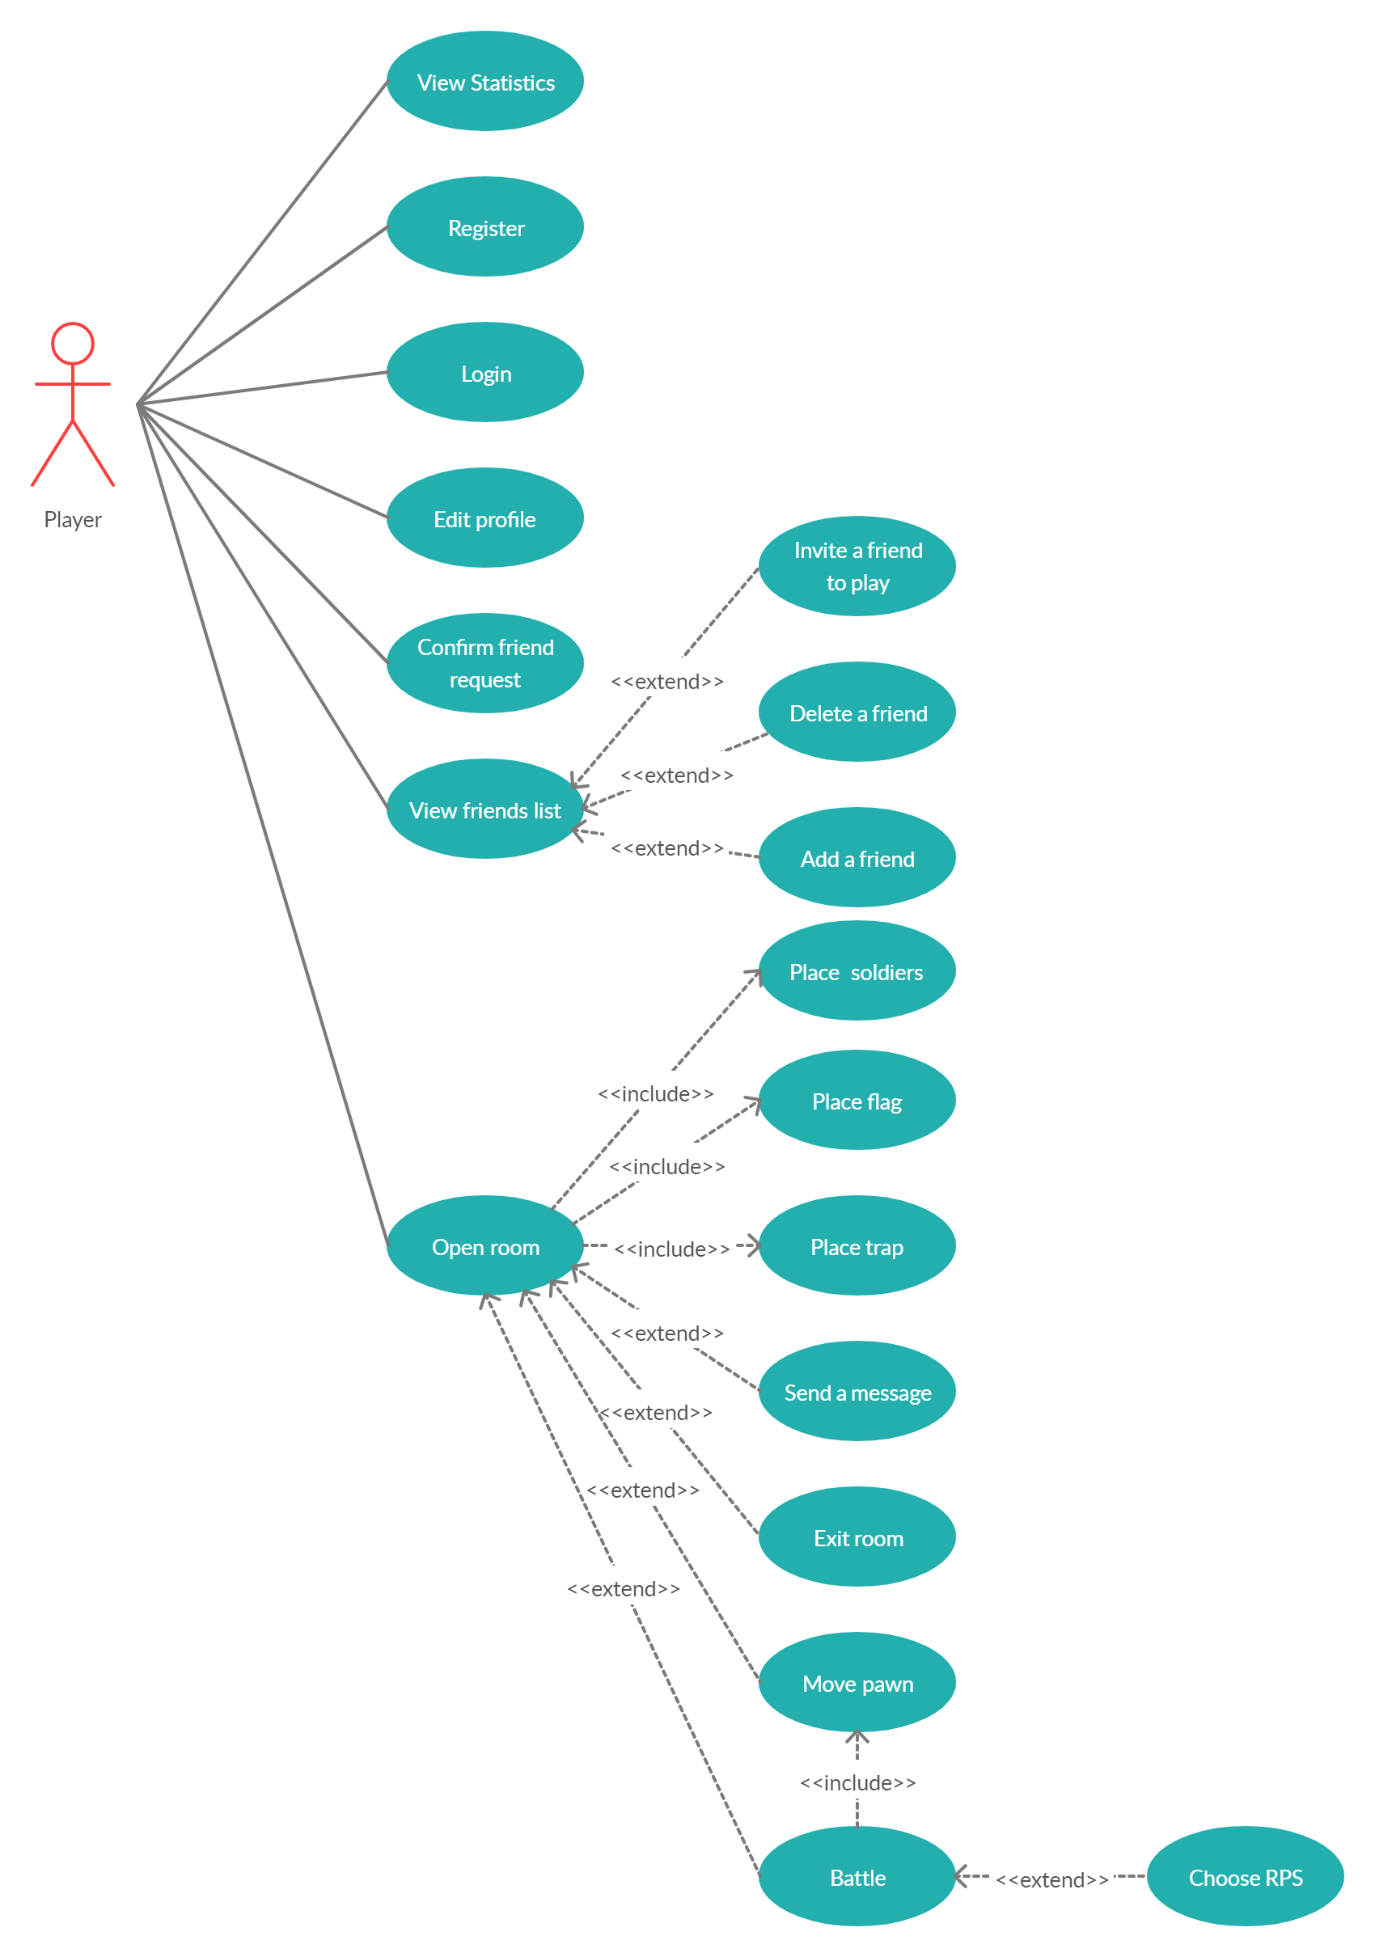 View Statistics
Register
Login
Player
Edit profile
Invite a friend
to play
Confirm friend
request
<<extend>>
Delete a friend
<<extend>>
View friends list
<<extend>>
Add a friend
Place  soldiers
<<include>>
Place flag
<<include>>
Open room
<<include>>
Place trap
<<extend>>
Send a message
<<extend>>
<<extend>>
Exit room
<<extend>>
Move pawn
<<include>>
Battle
<<extend>>
Choose RPS